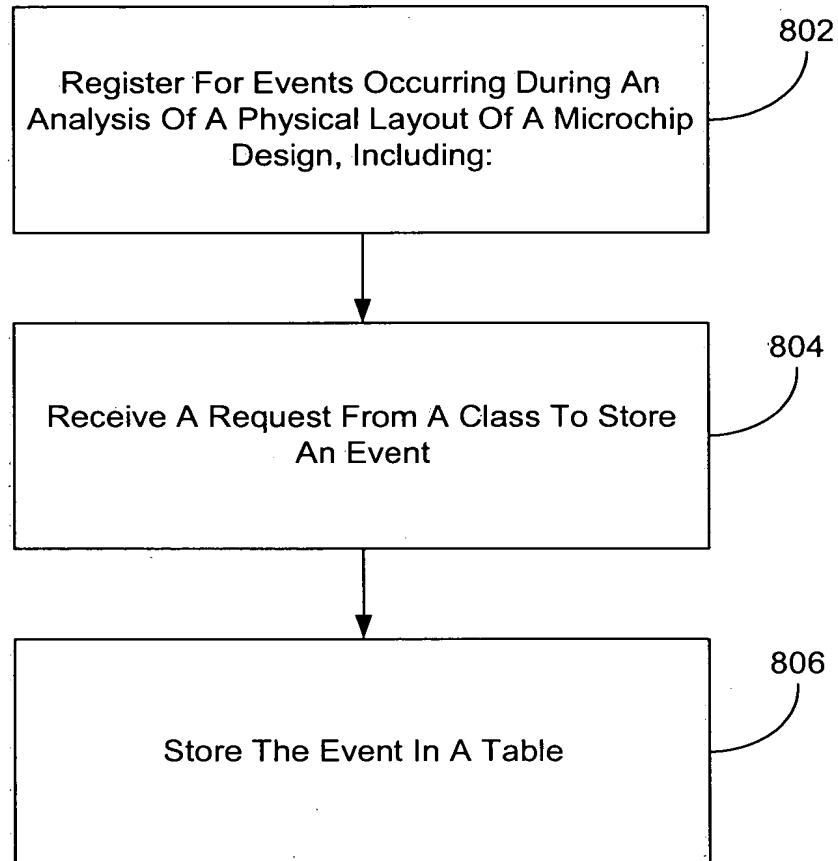 802
Register For Events Occurring During An
Analysis Of A Physical Layout Of A Microchip
Design, Including:
804
Receive A Request From A Class To Store
An Event
806
Store The Event In A Table